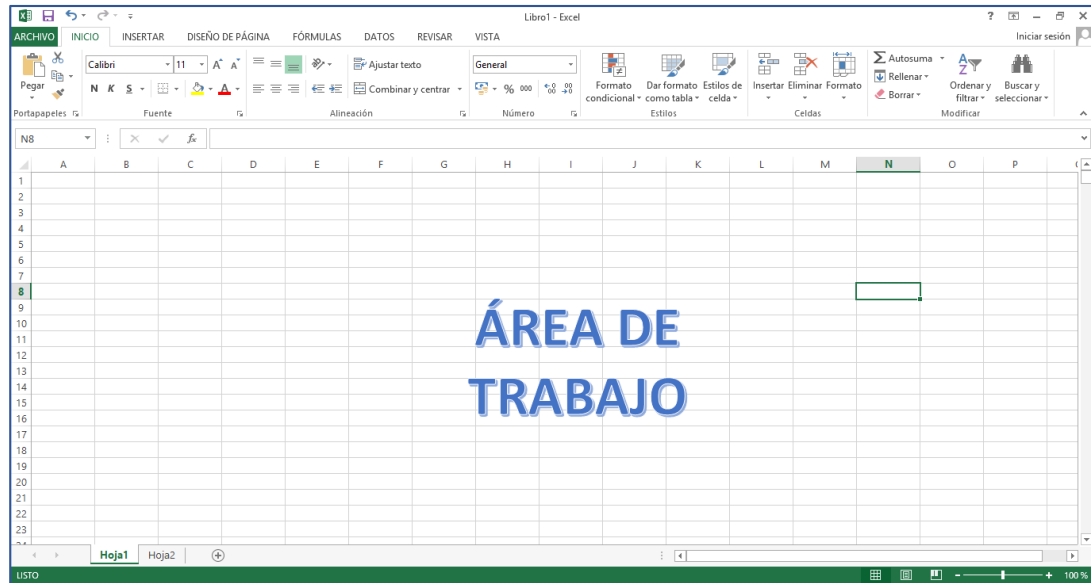 Libro1 - Excel
ARCHIVO INICIO INSERTAR DISEÑO DE PÁGINA FÓRMULAS DATOS REVISAR VISTA Iniciar sesión
Calibri 11 A A Ajustar texto General Autosuma
Rellenar
Pegar N K S A Combinar y centrar % 000 Formato condicional Dar formato como tabla Estilos de celda Insertar Eliminar Formato Borrar Ordenar y filtrar Buscar y seleccionar
Portapapeles Fuente Alineación Número Estilos Celdas Modificar
N8 fx
A B C D E F G H I J K L M N O P
1
2
3
4
5
6
7
8
9
10
11
12
13
14
15
16
17
18
19
20
21
22
23
ÁREA DE
TRABAJO
Hoja1 Hoja2
LISTO 100 %